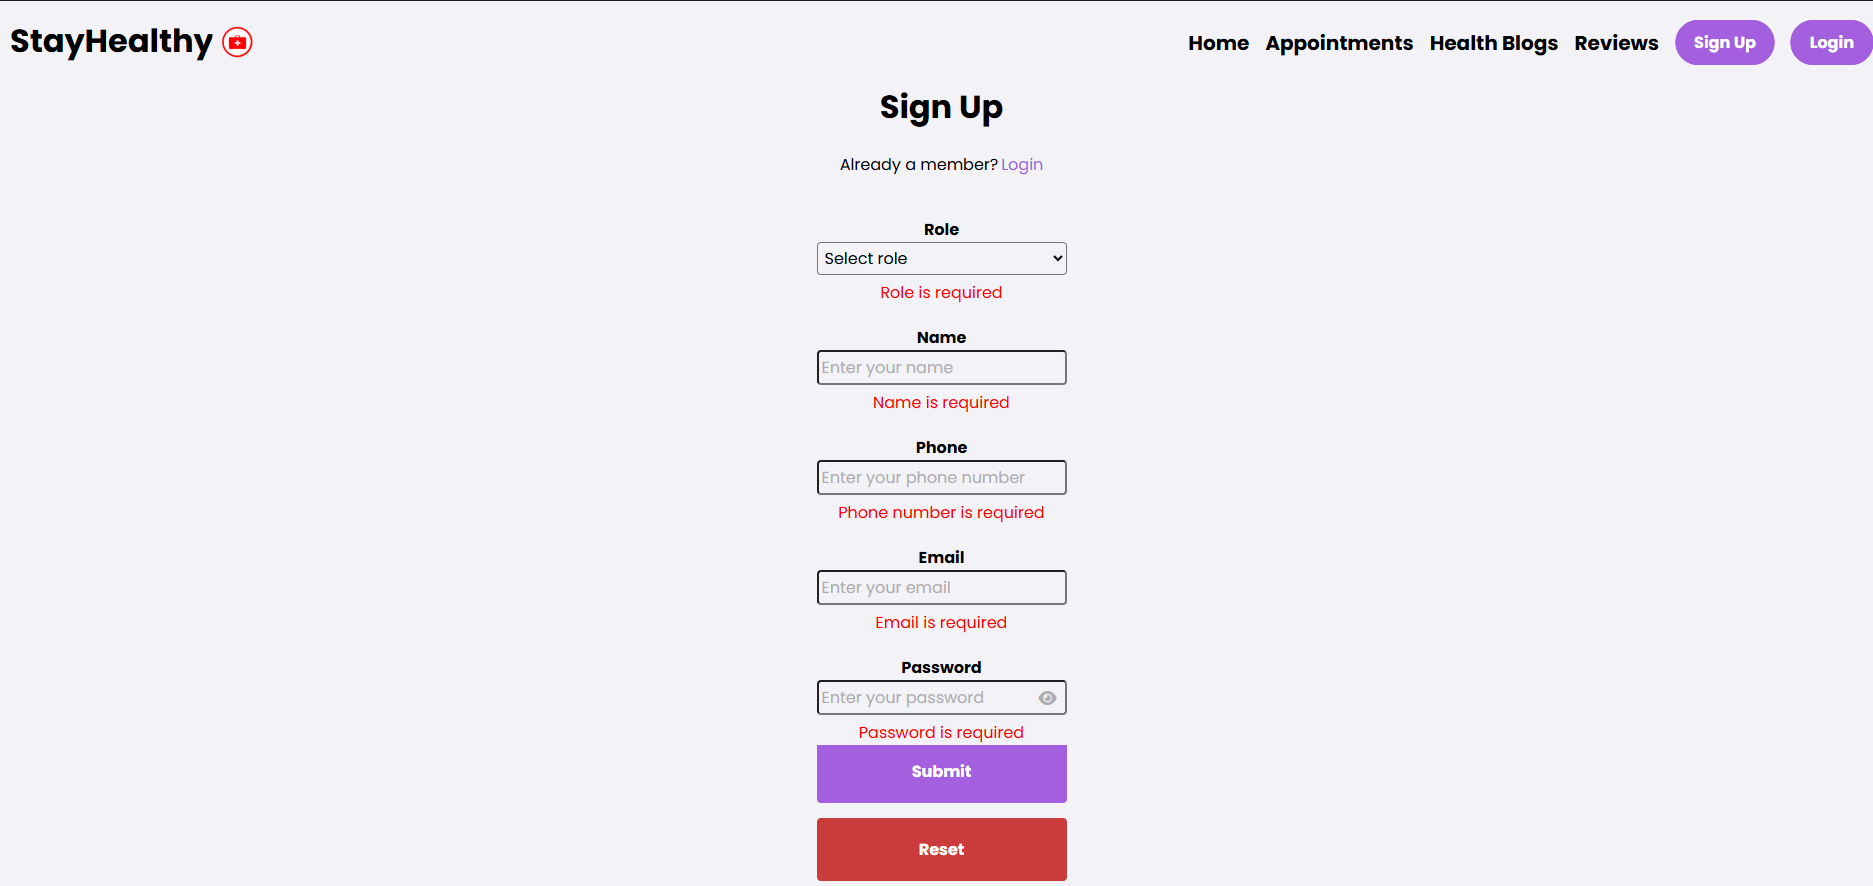 StayHealthy
Home Appointments Health Blogs Reviews Sign Up Login
Sign Up
Already a member? Login
Role
Select role
Role is required
Name
Enter your name
Name is required
Phone
Enter your phone number
Phone number is required
Email
Enter your email
Email is required
Password
Enter your password
Password is required
Submit
Reset